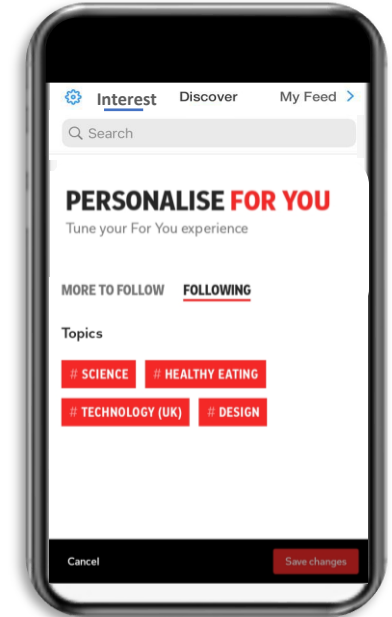 Interest Discover My Feed >
Search
PERSONALISE FOR YOU
Tune your For You experience
MORE TO FOLLOW FOLLOWING
Topics
# SCIENCE # HEALTHY EATING
# TECHNOLOGY (UK) # DESIGN
Cancel Save changes